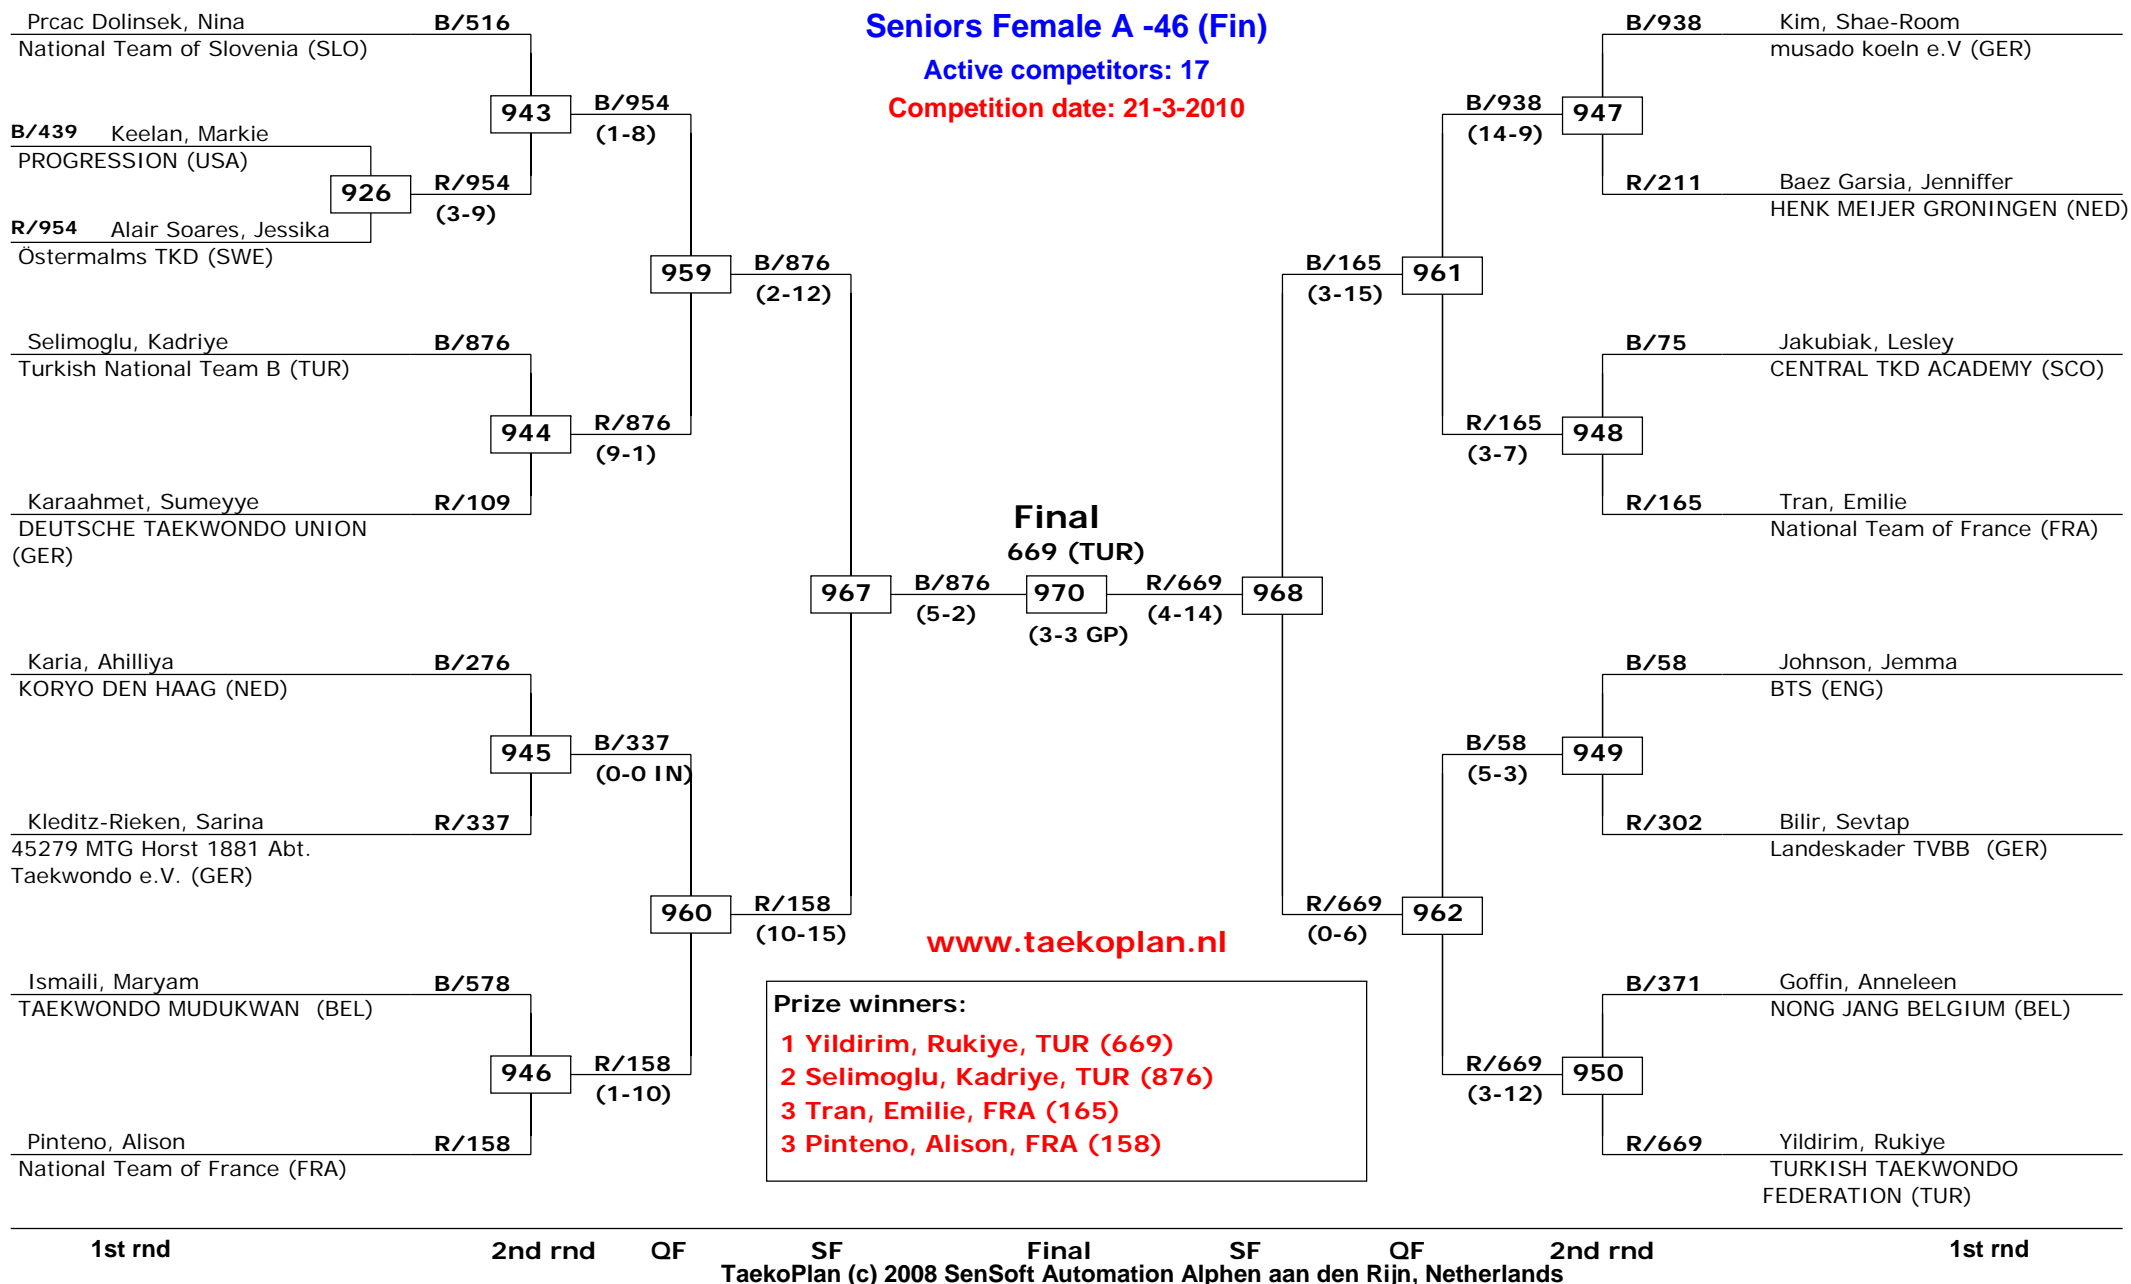 Seniors Female A -46 (Fin)
Active competitors: 17
Competition date: 21-3-2010
Prcac Dolinsek, Nina B/516
National Team of Slovenia (SLO)
943
B/954
(1-8)
B/439 Keelan, Markie
PROGRESSION (USA)
926
R/954
(3-9)
R/954 Alair Soares, Jessika
Östermalms TKD (SWE)
959
B/876
(2-12)
Selimoglu, Kadriye B/876
Turkish National Team B (TUR)
944
R/876
(9-1)
Karaahmet, Sumeyye R/109
DEUTSCHE TAEKWONDO UNION
(GER)
967
B/876
(5-2)
Karia, Ahilliya B/276
KORYO DEN HAAG (NED)
945
B/337
(0-0 IN)
Kleditz-Rieken, Sarina R/337
45279 MTG Horst 1881 Abt.
Taekwondo e.V. (GER)
960
R/158
(10-15)
Ismaili, Maryam B/578
TAEKWONDO MUDUKWAN (BEL)
946
R/158
(1-10)
Pinteno, Alison R/158
National Team of France (FRA)
Final
669 (TUR)
970
(3-3 GP)
R/669
(4-14)
968
B/938 Kim, Shae-Room
musado koeln e.V (GER)
B/938
(14-9)
947
R/211 Baez Garsia, Jenniffer
HENK MEIJER GRONINGEN (NED)
B/165
(3-15)
961
B/75 Jakubiak, Lesley
CENTRAL TKD ACADEMY (SCO)
R/165
(3-7)
948
R/165 Tran, Emilie
National Team of France (FRA)
B/58 Johnson, Jemma
BTS (ENG)
B/58
(5-3)
949
R/302 Bilir, Sevtap
Landeskader TVBB (GER)
R/669
(0-6)
962
B/371 Goffin, Anneleen
NONG JANG BELGIUM (BEL)
R/669
(3-12)
950
R/669 Yildirim, Rukiye
TURKISH TAEKWONDO
FEDERATION (TUR)
www.taekoplan.nl
Prize winners:
1 Yildirim, Rukiye, TUR (669)
2 Selimoglu, Kadriye, TUR (876)
3 Tran, Emilie, FRA (165)
3 Pinteno, Alison, FRA (158)
1st rnd 2nd rnd QF SF Final SF QF 2nd rnd 1st rnd
TaekoPlan (c) 2008 SenSoft Automation Alphen aan den Rijn, Netherlands